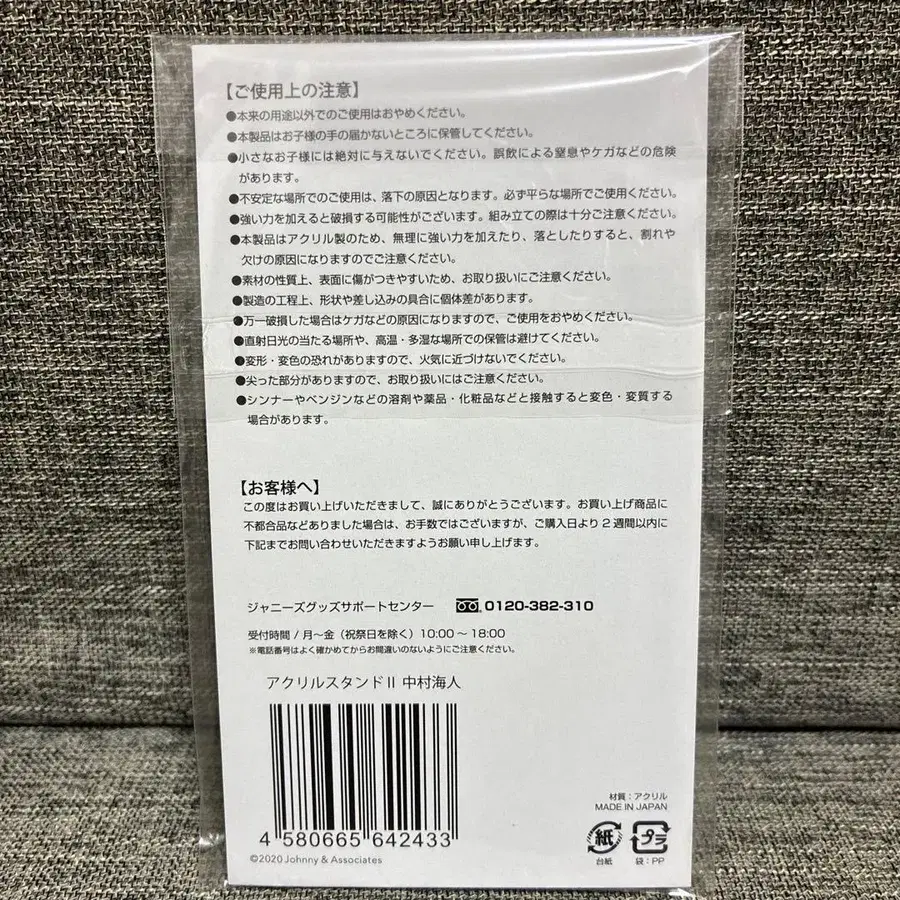 【ご使用上の注意】
●本来の用途以外でのご使用はおやめください。
●本製品はお子様の手の届かないところに保管してください。
●小さなお子様には絶対に与えないでください。誤飲による窒息やケガなどの危険
があります。
●不安定な場所でのご使用は、落下の原因となります。必ず平らな場所でご使用ください。
●強い力を加えると破損する可能性がございます。組み立ての際は十分ご注意ください。
●本製品はアクリル製のため、無理に強い力を加えたり、落としたりすると、割れや
欠けの原因になりますのでご注意ください。
●素材の性質上、表面に傷がつきやすいため、お取り扱いにご注意ください。
●製造の工程上、形状や差し込みの具合に個体差があります。
●万一破損した場合はケガなどの原因になりますので、ご使用をおやめください。
●直射日光の当たる場所や、高温・多湿な場所での保管は避けてください。
●変形・変色の恐れがありますので、火気に近づけないでください。
●尖った部分がありますので、お取り扱いにはご注意ください。
●シンナーやベンジンなどの溶剤や薬品・化粧品などと接触すると変色・変質する
場合があります。
【お客様へ】
この度はお買い上げいただきまして、誠にありがとうございます。お買い上げ商品に
不都合品などありました場合は、お手数ではございますが、ご購入日より2週間以内に
下記までお問い合わせいただきますようお願い申し上げます。
ジャニーズグッズサポートセンター 0120-382-310
受付時間/月〜金(祝祭日を除く)10:00〜18:00
※電話番号はよく確かめてからお間違いのないようにご注意ください。
アクリルスタンドII 中村海人
4 580665 642433
©2020 Johnny & Associates
材質:アクリル
MADE IN JAPAN
紙 プラ
台紙 袋:PP